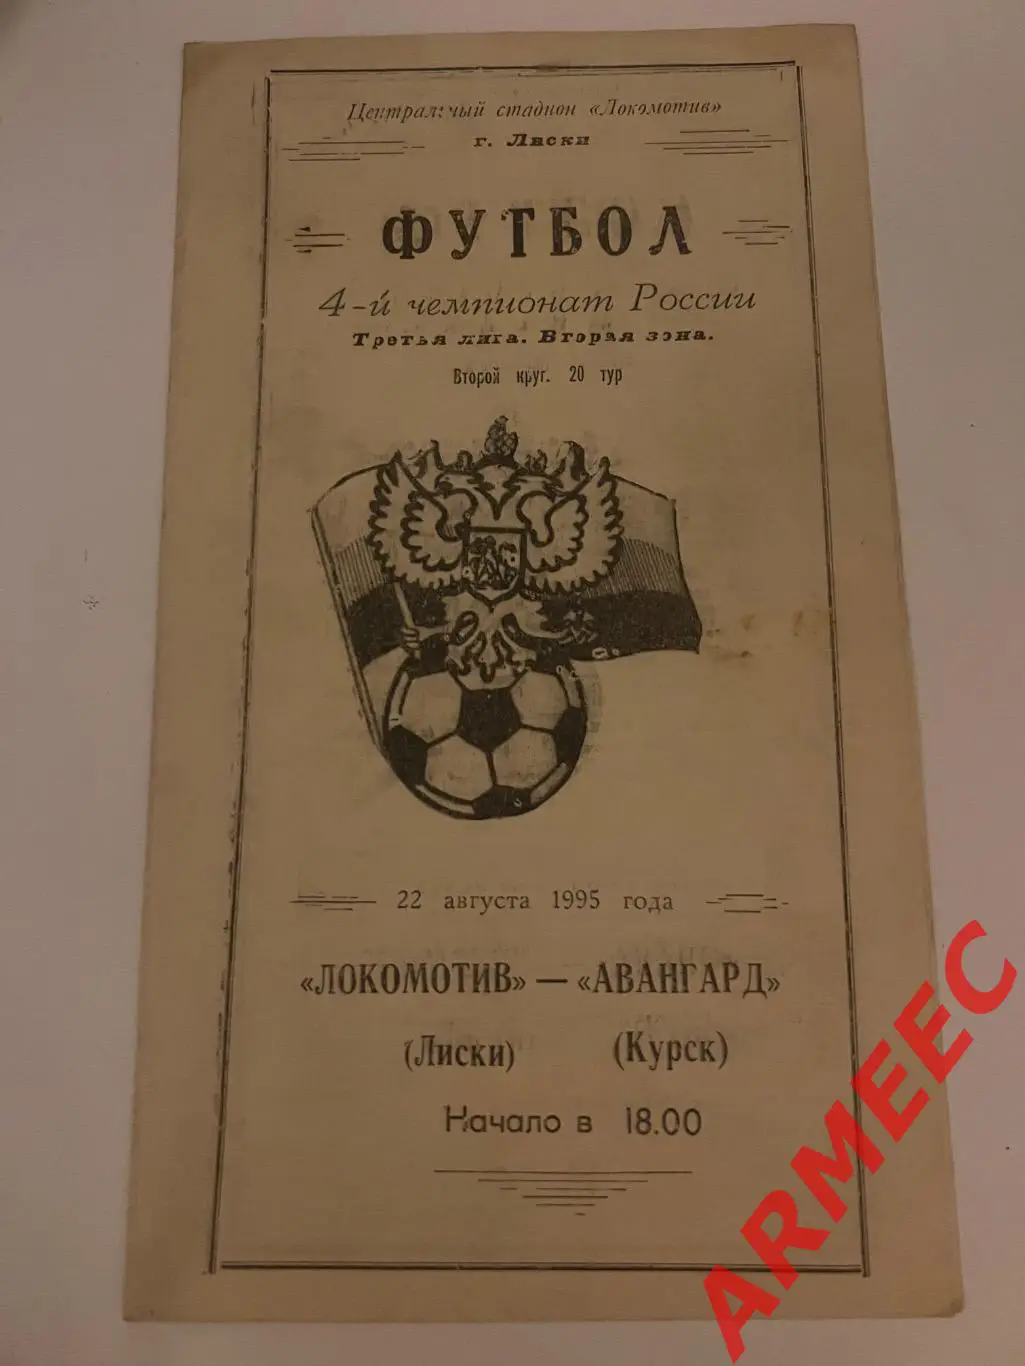 Центральный стадион «Локомотив»
г. Лиски
ФУТБОЛ
4-й чемпионат России
Третья лига. Вторая зона.
Второй круг. 20 тур
22 августа 1995 года
«ЛОКОМОТИВ» — «АВАНГАРД»
(Лиски) (Курск)
Начало в 18.00
ARMEEC